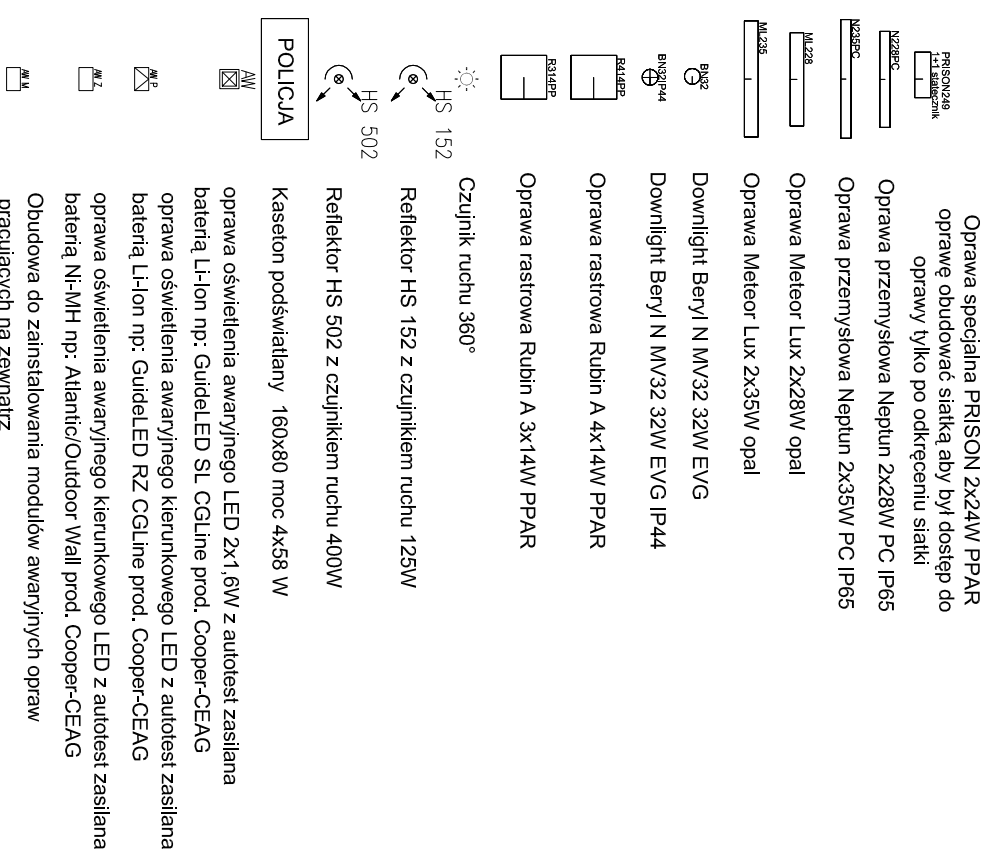 PRISON249
1+1 statecznik
Oprawa specjalna PRISON 2x24W PPAR
oprawę obudować siatką aby był dostęp do
oprawy tylko po odkręceniu siatki
N228PC
Oprawa przemysłowa Neptun 2x28W PC IP65
N235PC
Oprawa przemysłowa Neptun 2x35W PC IP65
ML228
Oprawa Meteor Lux 2x28W opal
ML235
Oprawa Meteor Lux 2x35W opal
BN32
Downlight Beryl N MV32 32W EVG
BN32IP44
Downlight Beryl N MV32 32W EVG IP44
R414PP
Oprawa rastrowa Rubin A 4x14W PPAR
R314PP
Oprawa rastrowa Rubin A 3x14W PPAR
Czujnik ruchu 360°
HS 152
Reflektor HS 152 z czujnikiem ruchu 125W
HS 502
Reflektor HS 502 z czujnikiem ruchu 400W
POLICJA
Kaseton podświatlany 160x80 moc 4x58 W
AW
oprawa oświetlenia awaryjnego LED 2x1,6W z autotest zasilana
baterią Li-Ion np: GuideLED SL CGLine prod. Cooper-CEAG
AW P
oprawa oświetlenia awaryjnego kierunkowego LED z autotest zasilana
baterią Li-Ion np: GuideLED RZ CGLine prod. Cooper-CEAG
AW Z
oprawa oświetlenia awaryjnego kierunkowego LED z autotest zasilana
baterią Ni-MH np: Atlantic/Outdoor Wall prod. Cooper-CEAG
AW M
Obudowa do zainstalowania modułów awaryjnych opraw
pracujących na zewnątrz